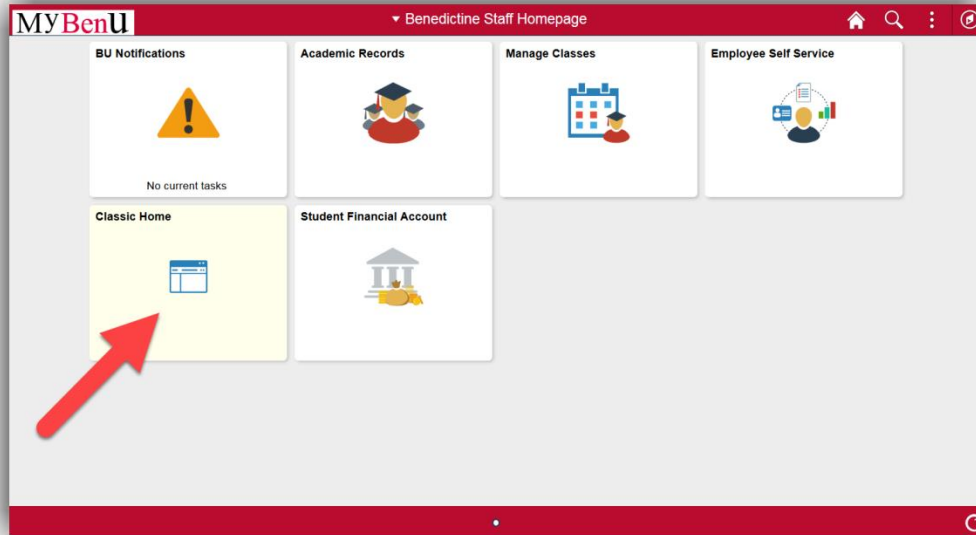 MyBenU
▾ Benedictine Staff Homepage
BU Notifications
Academic Records
Manage Classes
Employee Self Service
No current tasks
Classic Home
Student Financial Account